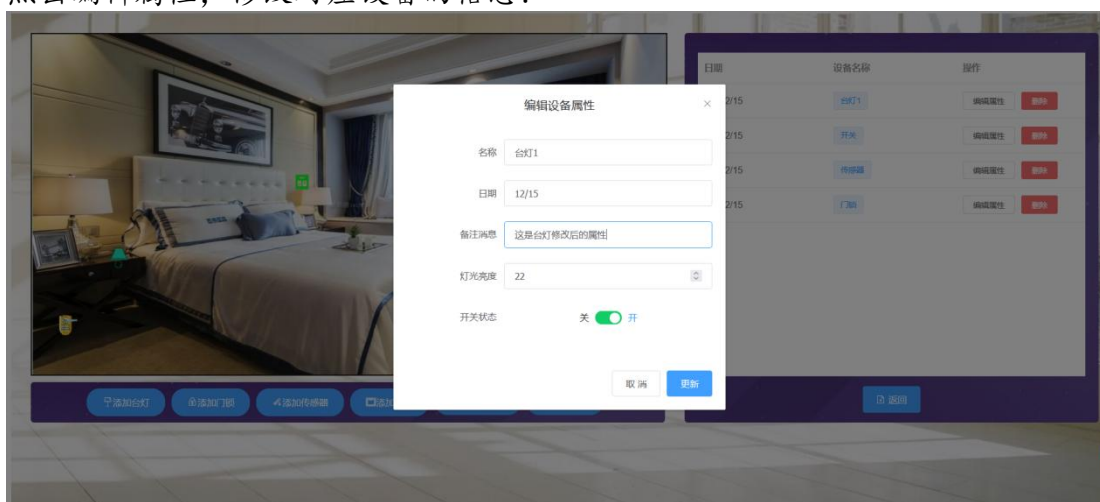 点击编辑属性，修改对应设备的信息：
日期 设备名称 操作
2/15 台灯1 编辑属性 删除
2/15 开关 编辑属性 删除
2/15 传感器 编辑属性 删除
2/15 门锁 编辑属性 删除
编辑设备属性
名称 台灯1
日期 12/15
备注消息 这是台灯修改后的属性
灯光亮度 22
开关状态 关 开
取消 更新
添加台灯 添加门锁 添加传感器 添加
返回